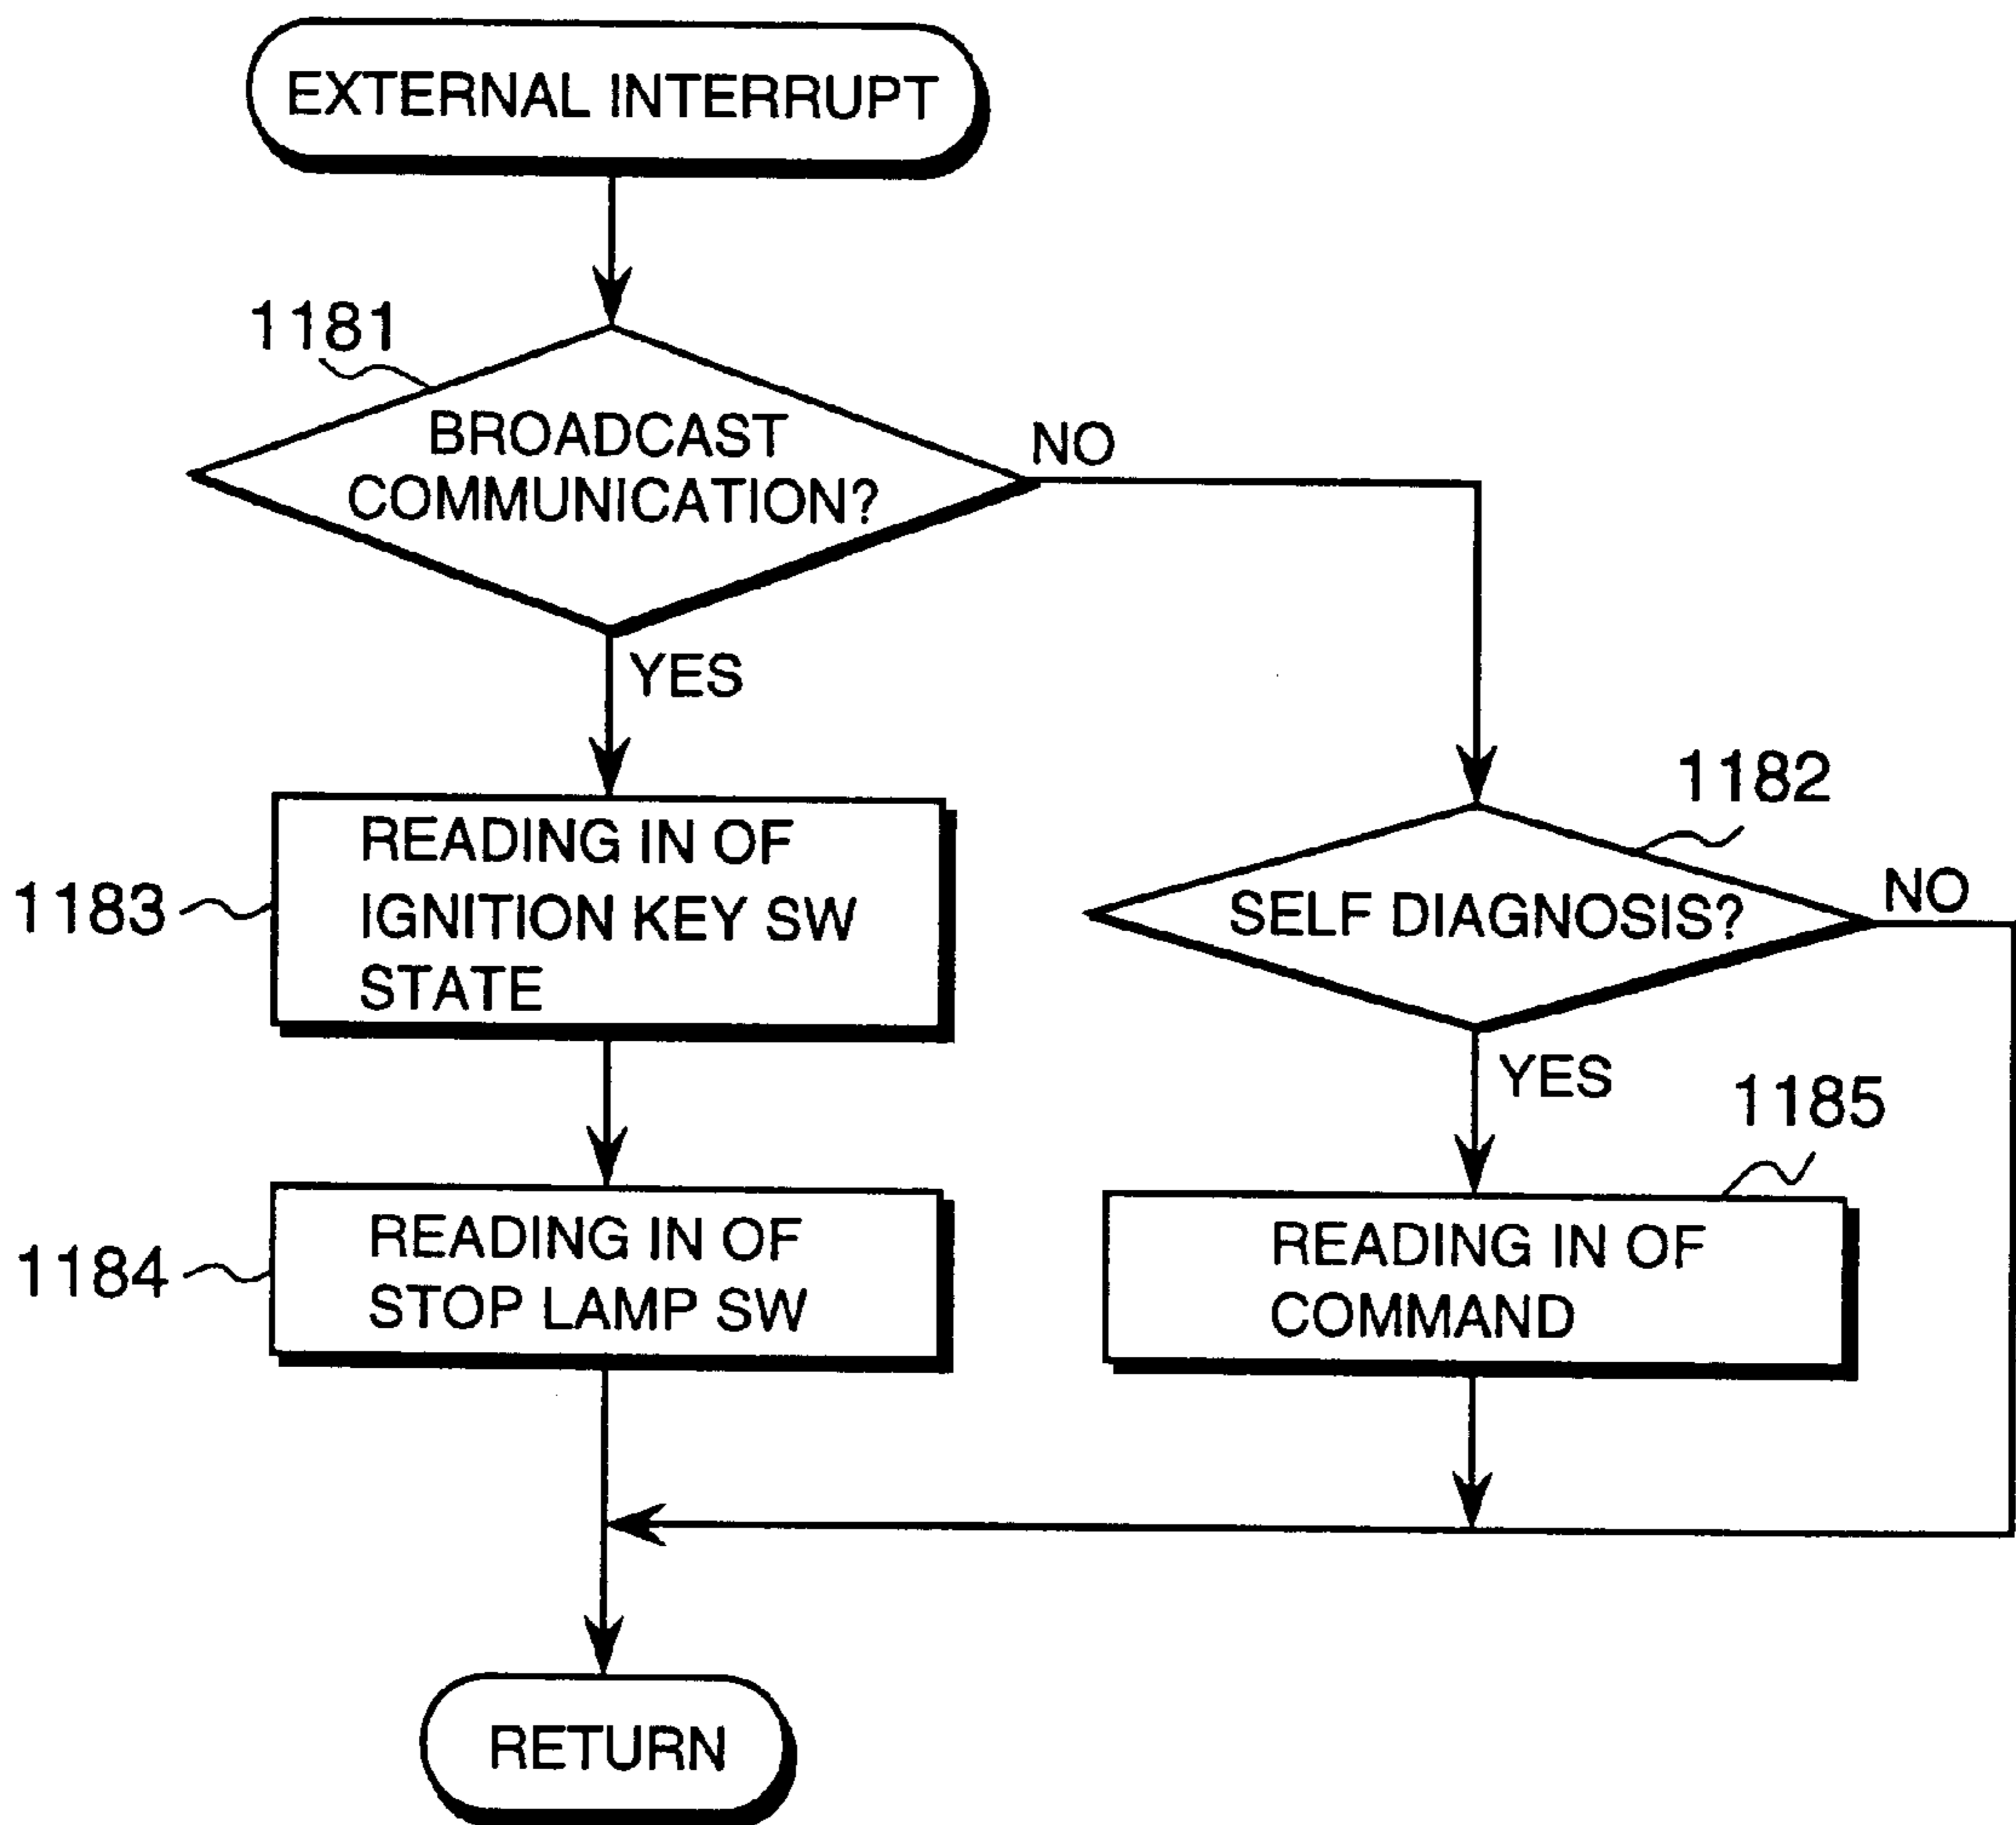 EXTERNAL INTERRUPT
1181
BROADCAST
COMMUNICATION?
NO
YES
1183
READING IN OF
IGNITION KEY SW
STATE
1182
SELF DIAGNOSIS?
NO
YES
1184
READING IN OF
STOP LAMP SW
1185
READING IN OF
COMMAND
RETURN